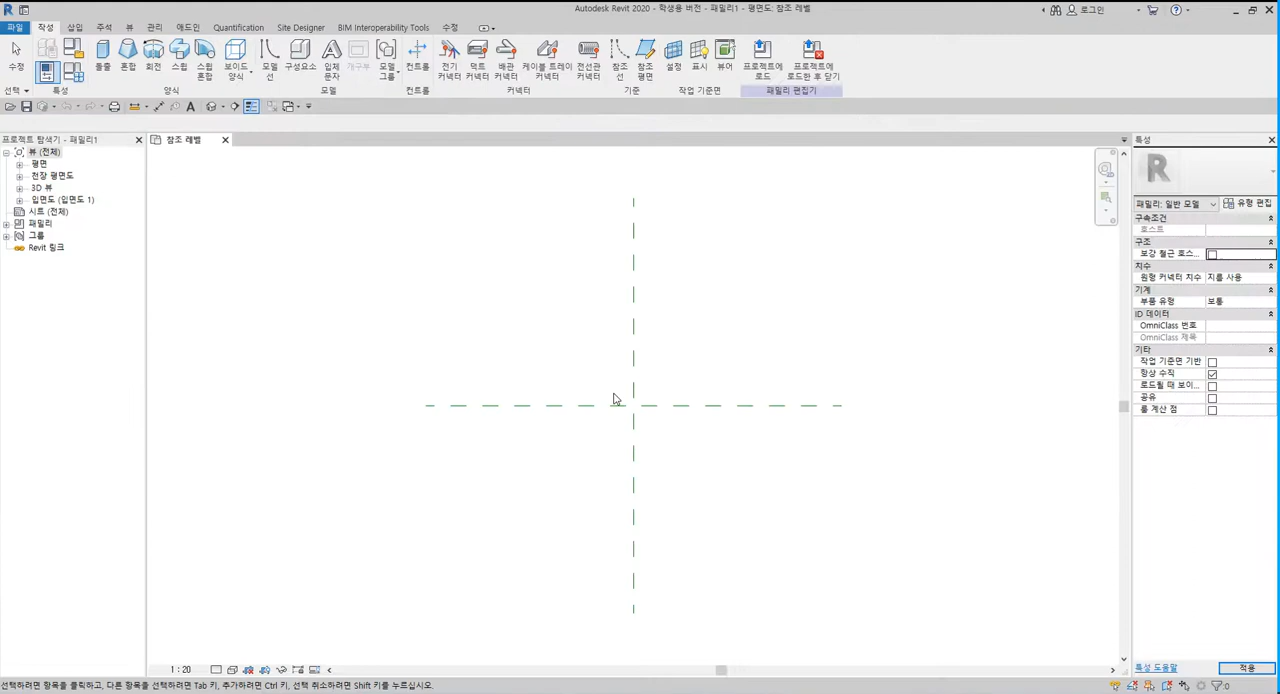 Autodesk Revit 2020 - 학생용 버전 - 패밀리1 - 평면도: 참조 레벨
로그인
파일 작성 삽입 주석 뷰 관리 애드인 Quantification Site Designer BIM Interoperability Tools 수정
수정
돌출 혼합 회전 스윕 스윕 혼합 보이드 양식 모델 선 구성요소 입체 문자 개구부 모델 그룹 컨트롤 전기 커넥터 덕트 커넥터 배관 커넥터 케이블 트레이 커넥터 전선관 커넥터 참조 선 참조 평면 설정 표시 뷰어 프로젝트에 로드 프로젝트에 로드한 후 닫기
선택 특성 양식 모델 컨트롤 커넥터 기준 작업 기준면 패밀리 편집기
프로젝트 탐색기 - 패밀리1
뷰 (전체)
평면
천장 평면도
3D 뷰
입면도 (입면도 1)
시트 (전체)
패밀리
그룹
Revit 링크
참조 레벨
특성
R
패밀리: 일반 모델 유형 편집
구속조건
호스트
구조
보강 철근 호스...
치수
원형 커넥터 치수 지름 사용
기계
부품 유형 보통
ID 데이터
OmniClass 번호
OmniClass 제목
기타
작업 기준면 기반
항상 수직
로드될 때 보이...
공유
룸 계산 점
특성 도움말 적용
1 : 20
선택하려면 항목을 클릭하고, 다른 항목을 선택하려면 Tab 키, 추가하려면 Ctrl 키, 선택 취소하려면 Shift 키를 누르십시오.
:0